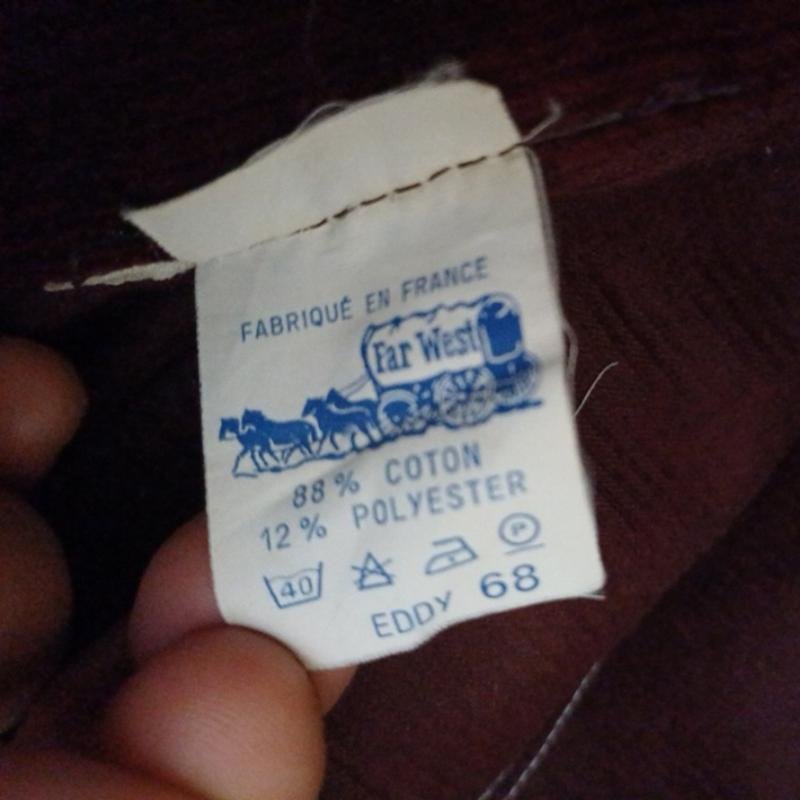 FABRIQUÉ EN FRANCE
Far West
88% COTON
12% POLYESTER
40 P
EDDY 68